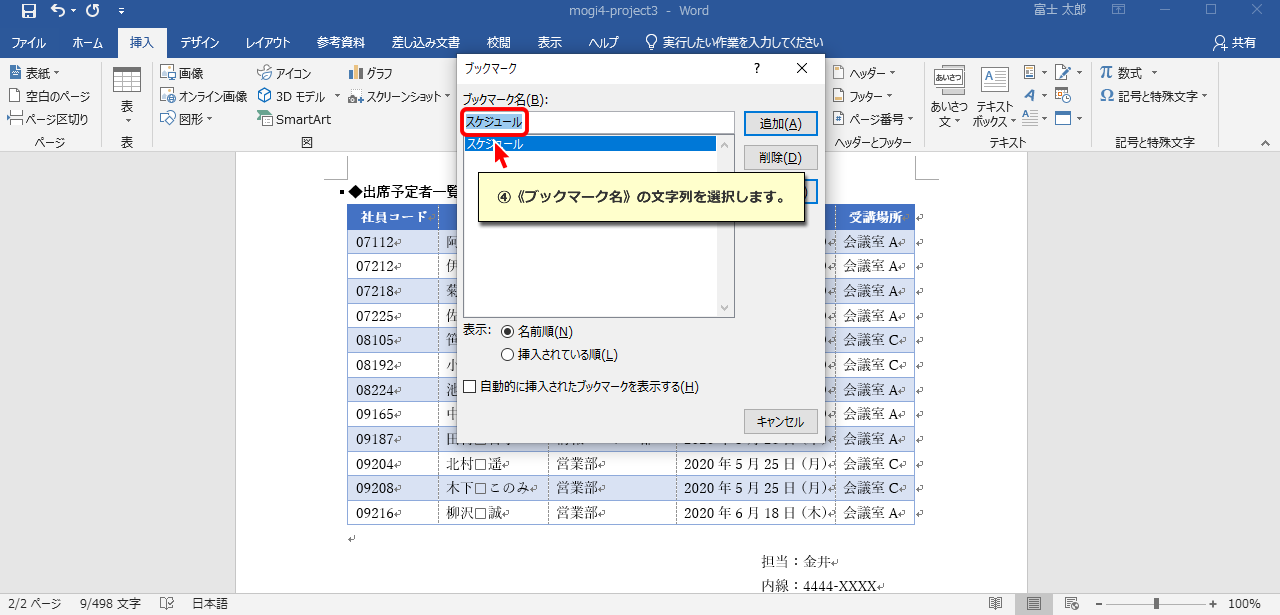 mogi4-project3 - Word
富士 太郎
ファイル ホーム 挿入 デザイン レイアウト 参考資料 差し込み文書 校閲 表示 ヘルプ 実行したい作業を入力してください 共有
表紙
空白のページ
ページ区切り
ページ
表
表
画像
オンライン画像
図形
アイコン
3D モデル
SmartArt
グラフ
スクリーンショット
図
ヘッダー
フッター
ページ番号
ヘッダーとフッター
あいさつ
あいさつ文
テキスト ボックス
テキスト
π 数式
Ω 記号と特殊文字
記号と特殊文字
ブックマーク ?
ブックマーク名(B):
スケジュール
追加(A)
スケジュール
削除(D)
④《ブックマーク名》の文字列を選択します。
表示:
名前順(N)
挿入されている順(L)
自動的に挿入されたブックマークを表示する(H)
キャンセル
◆出席予定者一覧
社員コード 受講場所
07112 会議室 A
07212 会議室 A
07218 会議室 A
07225 会議室 A
08105 会議室 C
08192 会議室 C
08224 会議室 A
09165 会議室 A
09187 会議室 A
09204 北村□遥 営業部 2020 年 5 月 25 日（月） 会議室 C
09208 木下□このみ 営業部 2020 年 5 月 25 日（月） 会議室 C
09216 柳沢□誠 営業部 2020 年 6 月 18 日（木） 会議室 A
担当：金井
内線：4444-XXXX
2/2 ページ 9/498 文字 日本語 100%